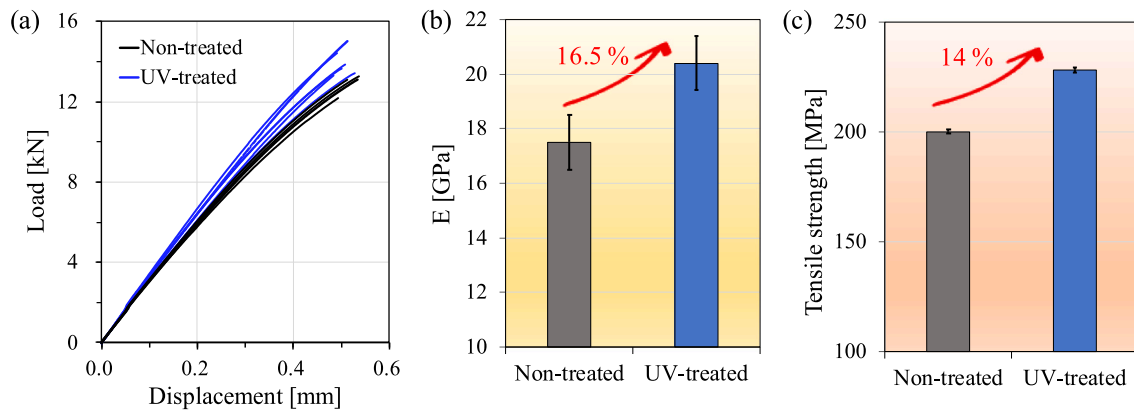 (a)
16
12
8
4
0
0.0
0.2
0.4
0.6
Load [kN]
Displacement [mm]
Non-treated
UV-treated
(b)
22
20
18
16
14
12
10
E [GPa]
16.5 %
Non-treated
UV-treated
(c)
250
200
150
100
Tensile strength [MPa]
14 %
Non-treated
UV-treated